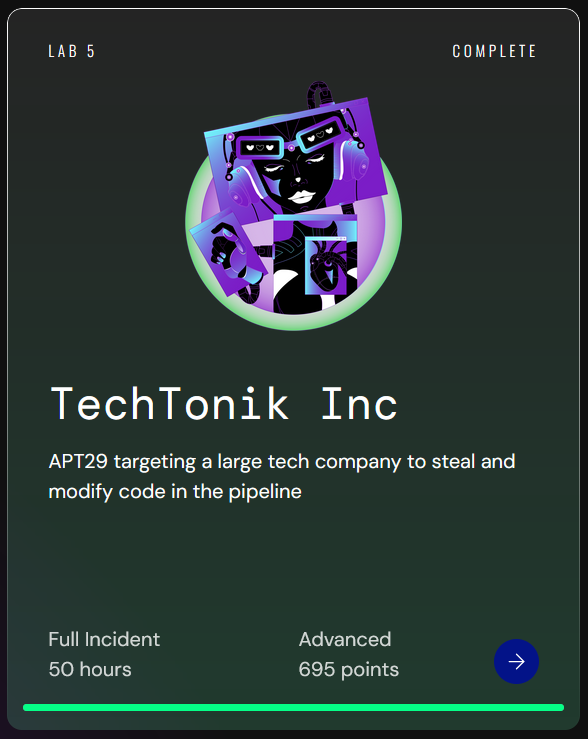 LAB 5
COMPLETE
TechTonik Inc
APT29 targeting a large tech company to steal and
modify code in the pipeline
Full Incident
50 hours
Advanced
695 points